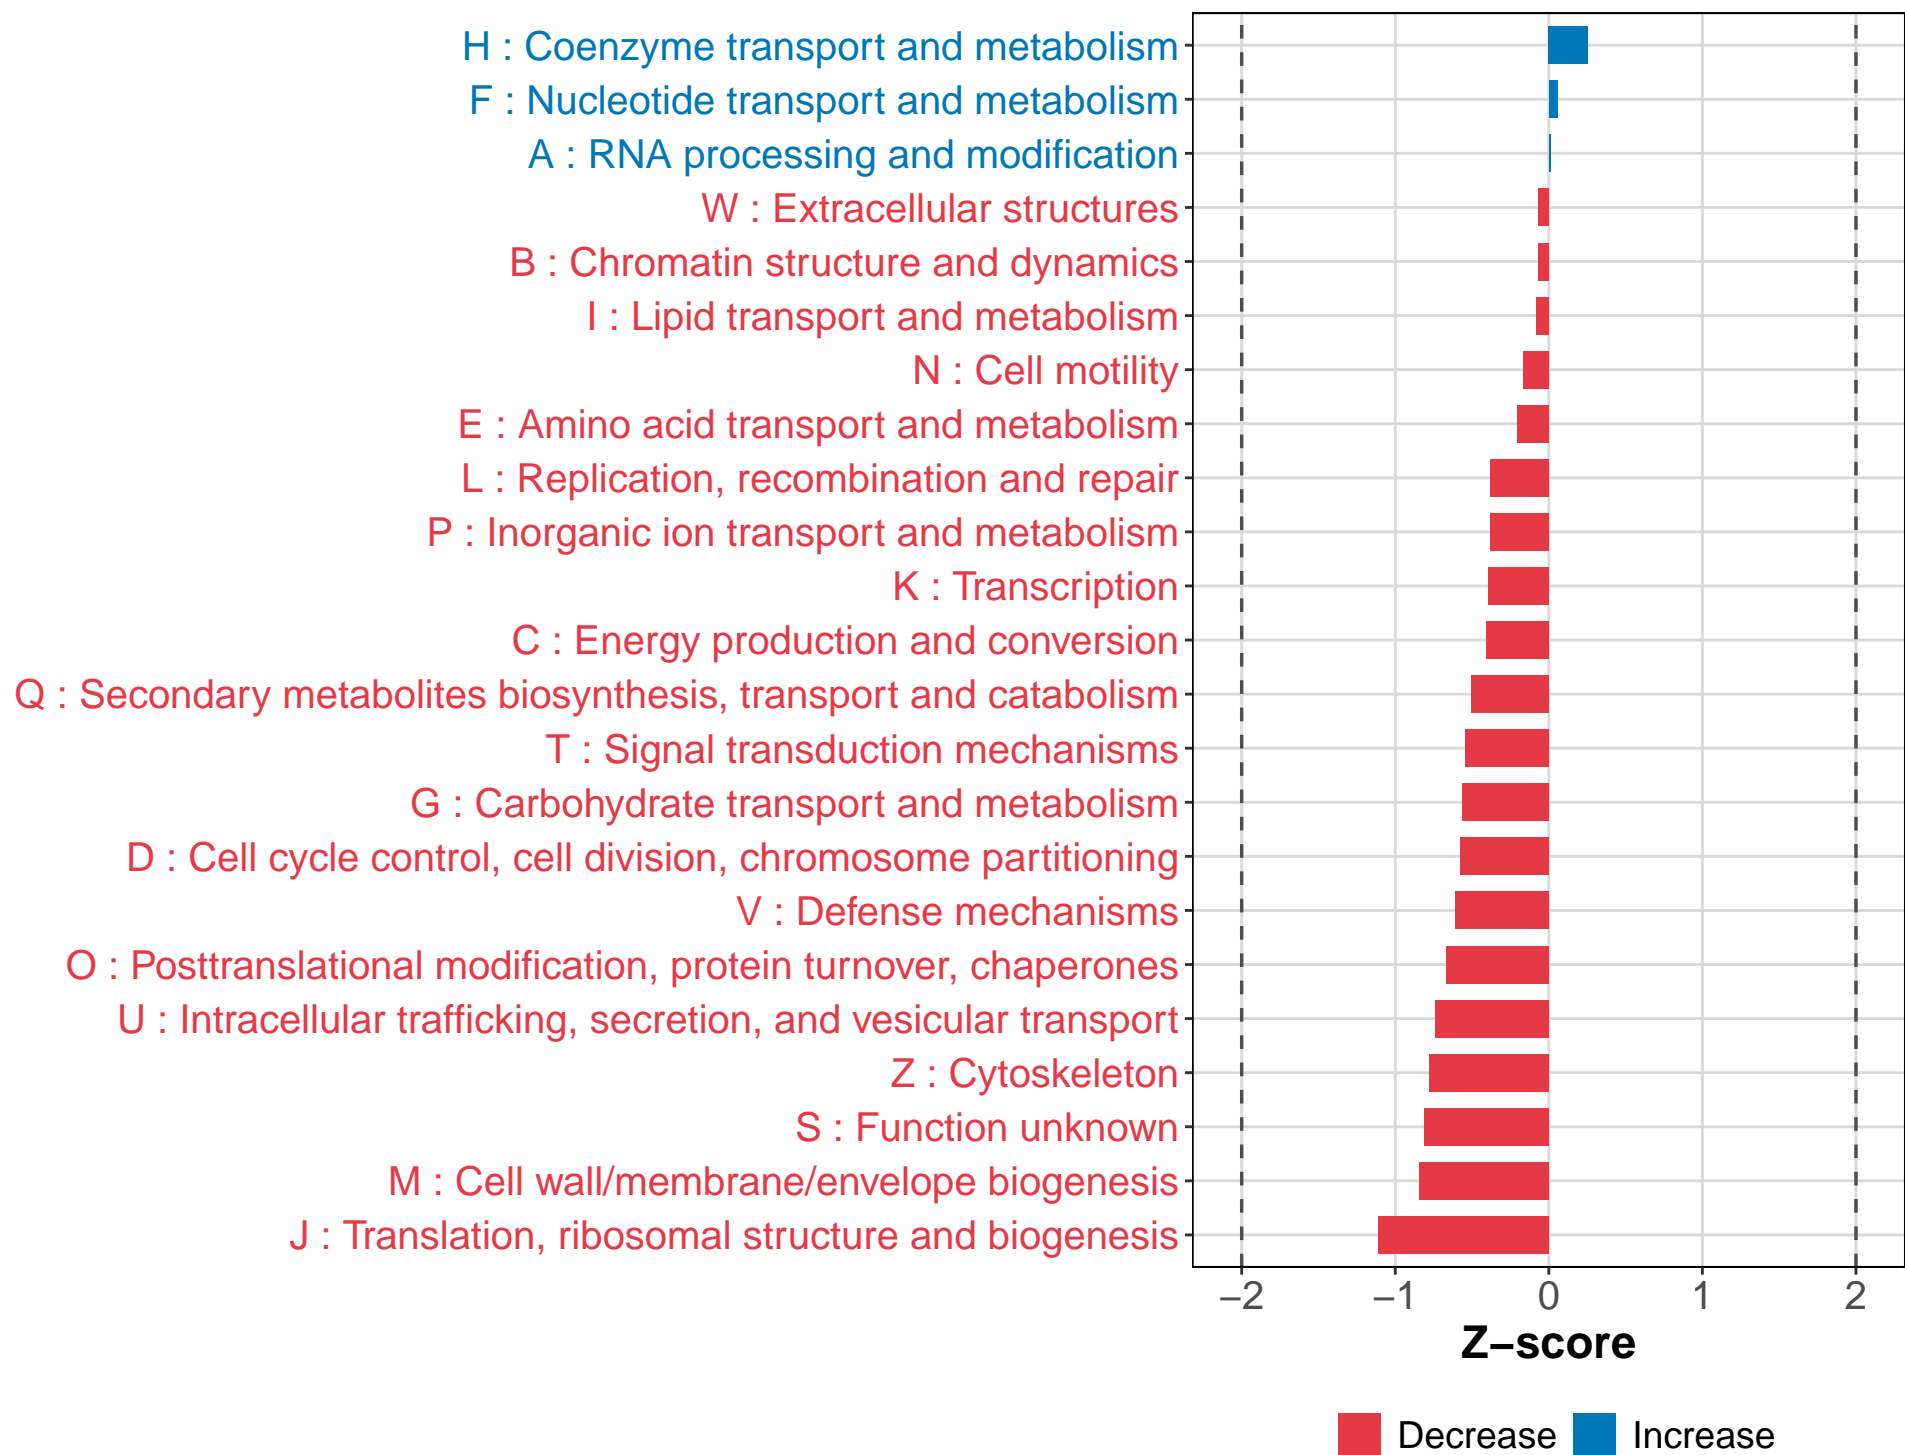 H : Coenzyme transport and metabolism
F : Nucleotide transport and metabolism
A : RNA processing and modification
W : Extracellular structures
B : Chromatin structure and dynamics
I : Lipid transport and metabolism
N : Cell motility
E : Amino acid transport and metabolism
L : Replication, recombination and repair
P : Inorganic ion transport and metabolism
K : Transcription
C : Energy production and conversion
Q : Secondary metabolites biosynthesis, transport and catabolism
T : Signal transduction mechanisms
G : Carbohydrate transport and metabolism
D : Cell cycle control, cell division, chromosome partitioning
V : Defense mechanisms
O : Posttranslational modification, protein turnover, chaperones
U : Intracellular trafficking, secretion, and vesicular transport
Z : Cytoskeleton
S : Function unknown
M : Cell wall/membrane/envelope biogenesis
J : Translation, ribosomal structure and biogenesis
−2 −1 0 1 2
Z−score
Decrease Increase